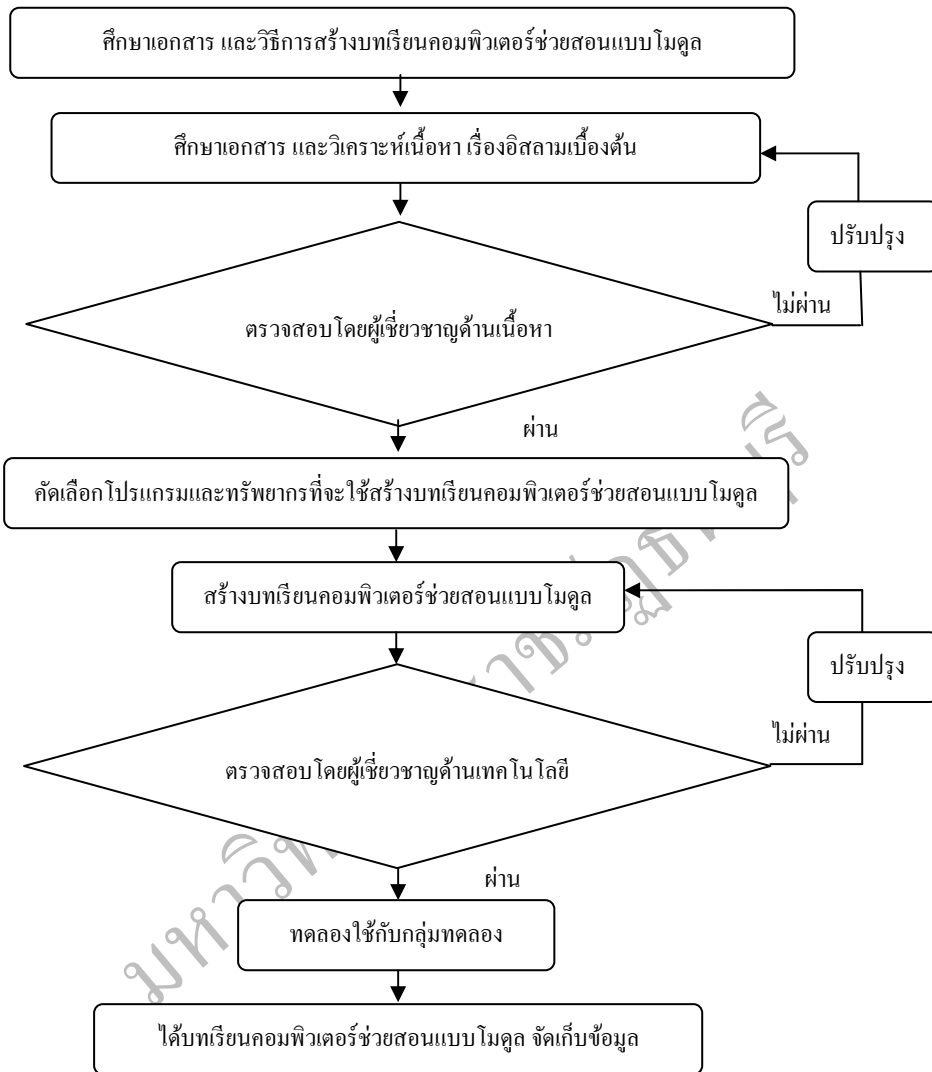 ศึกษาเอกสาร และวิธีการสร้างบทเรียนคอมพิวเตอร์ช่วยสอนแบบโมดูล
ศึกษาเอกสาร และวิเคราะห์เนื้อหา เรื่องอิสลามเบื้องต้น
ปรับปรุง
ไม่ผ่าน
ตรวจสอบโดยผู้เชี่ยวชาญด้านเนื้อหา
ผ่าน
คัดเลือกโปรแกรมและทรัพยากรที่จะใช้สร้างบทเรียนคอมพิวเตอร์ช่วยสอนแบบโมดูล
สร้างบทเรียนคอมพิวเตอร์ช่วยสอนแบบโมดูล
ปรับปรุง
ไม่ผ่าน
ตรวจสอบโดยผู้เชี่ยวชาญด้านเทคโนโลยี
ผ่าน
ทดลองใช้กับกลุ่มทดลอง
ได้บทเรียนคอมพิวเตอร์ช่วยสอนแบบโมดูล จัดเก็บข้อมูล